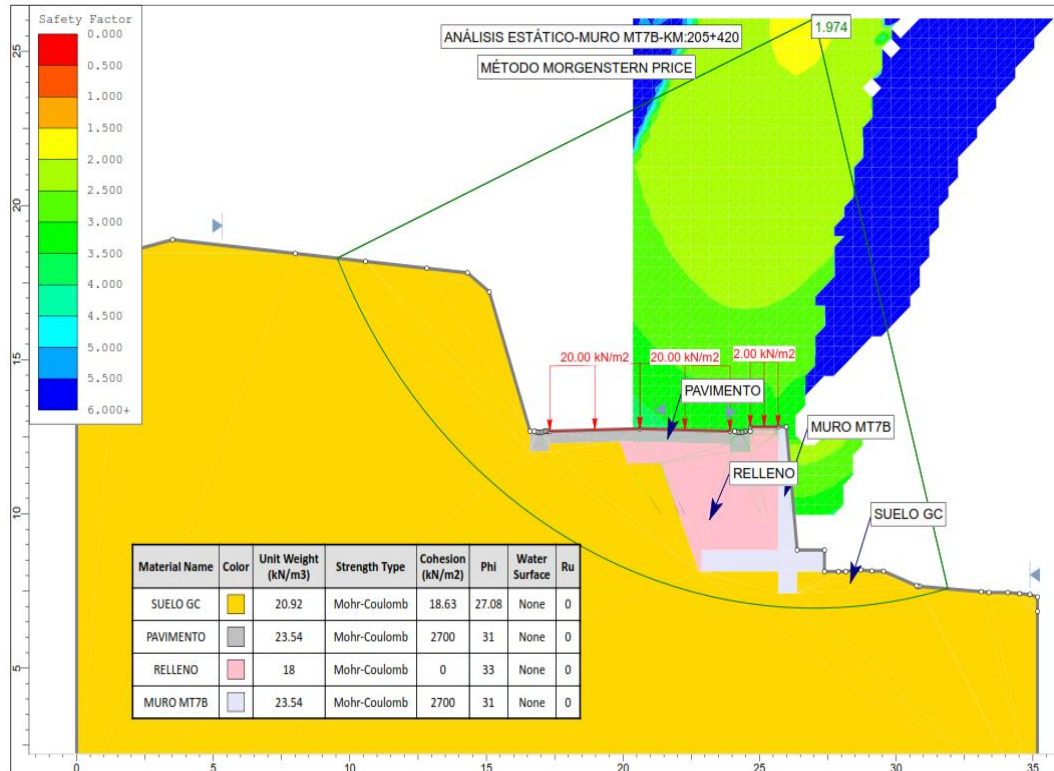 Safety Factor
0.000
0.500
1.000
1.500
2.000
2.500
3.000
3.500
4.000
4.500
5.000
5.500
6.000+
ANÁLISIS ESTÁTICO-MURO MT7B-KM:205+420
MÉTODO MORGENSTERN PRICE
1.974
20.00 kN/m2 20.00 kN/m2 2.00 kN/m2
PAVIMENTO
MURO MT7B
RELLENO
SUELO GC
Material Name Color Unit Weight (kN/m3) Strength Type Cohesion (kN/m2) Phi Water Surface Ru
SUELO GC 20.92 Mohr-Coulomb 18.63 27.08 None 0
PAVIMENTO 23.54 Mohr-Coulomb 2700 31 None 0
RELLENO 18 Mohr-Coulomb 0 33 None 0
MURO MT7B 23.54 Mohr-Coulomb 2700 31 None 0
25
20
15
10
5
0 5 10 15 20 25 30 35